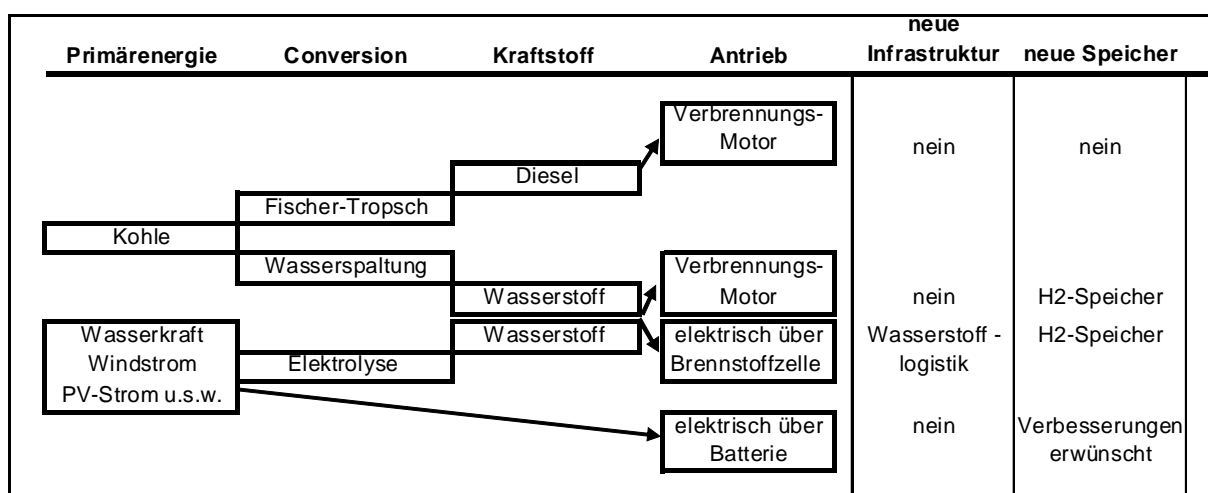 neue
Primärenergie Conversion Kraftstoff Antrieb Infrastruktur neue Speicher
Verbrennungs-
Motor nein nein
Diesel
Fischer-Tropsch
Kohle
Wasserspaltung Verbrennungs-
Wasserstoff Motor nein H2-Speicher
Wasserkraft Wasserstoff elektrisch über Wasserstoff - H2-Speicher
Windstrom Elektrolyse Brennstoffzelle logistik
PV-Strom u.s.w.
elektrisch über nein Verbesserungen
Batterie erwünscht